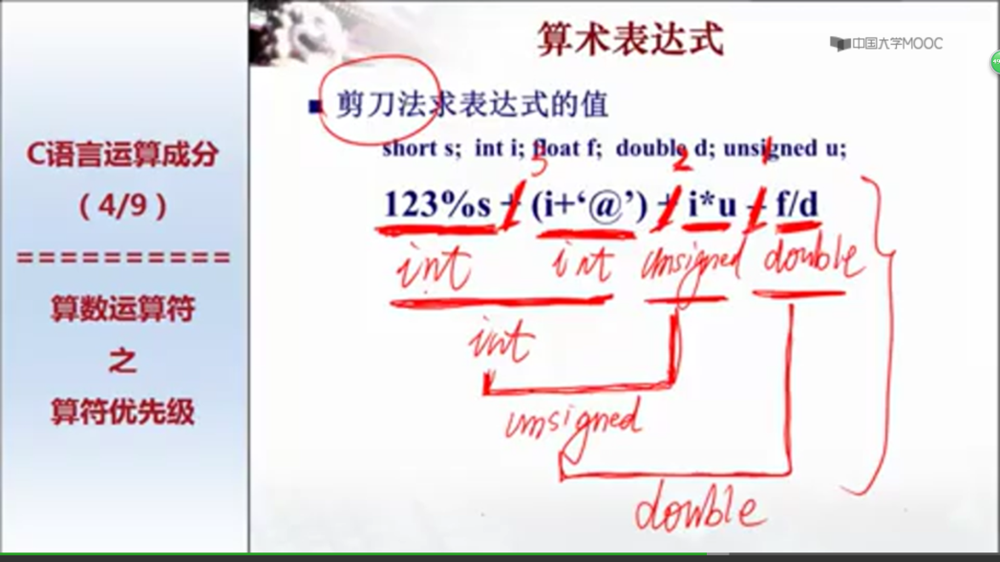 C语言运算成分
（4/9）
==========
算数运算符
之
算符优先级
算术表达式
中国大学MOOC
剪刀法求表达式的值
short s; int i; float f; double d; unsigned u;
3 2 1
123%s + (i+‘@’) + i*u – f/d
int int unsigned double
int
unsigned
double